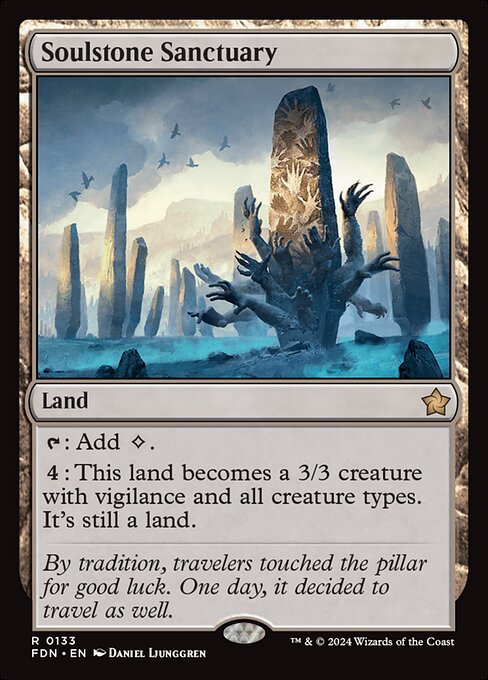 Soulstone Sanctuary
Land
: Add .
4 : This land becomes a 3/3 creature
with vigilance and all creature types.
It's still a land.
By tradition, travelers touched the pillar
for good luck. One day, it decided to
travel as well.
R 0133
FDN • EN Daniel Ljunggren
™ & © 2024 Wizards of the Coast